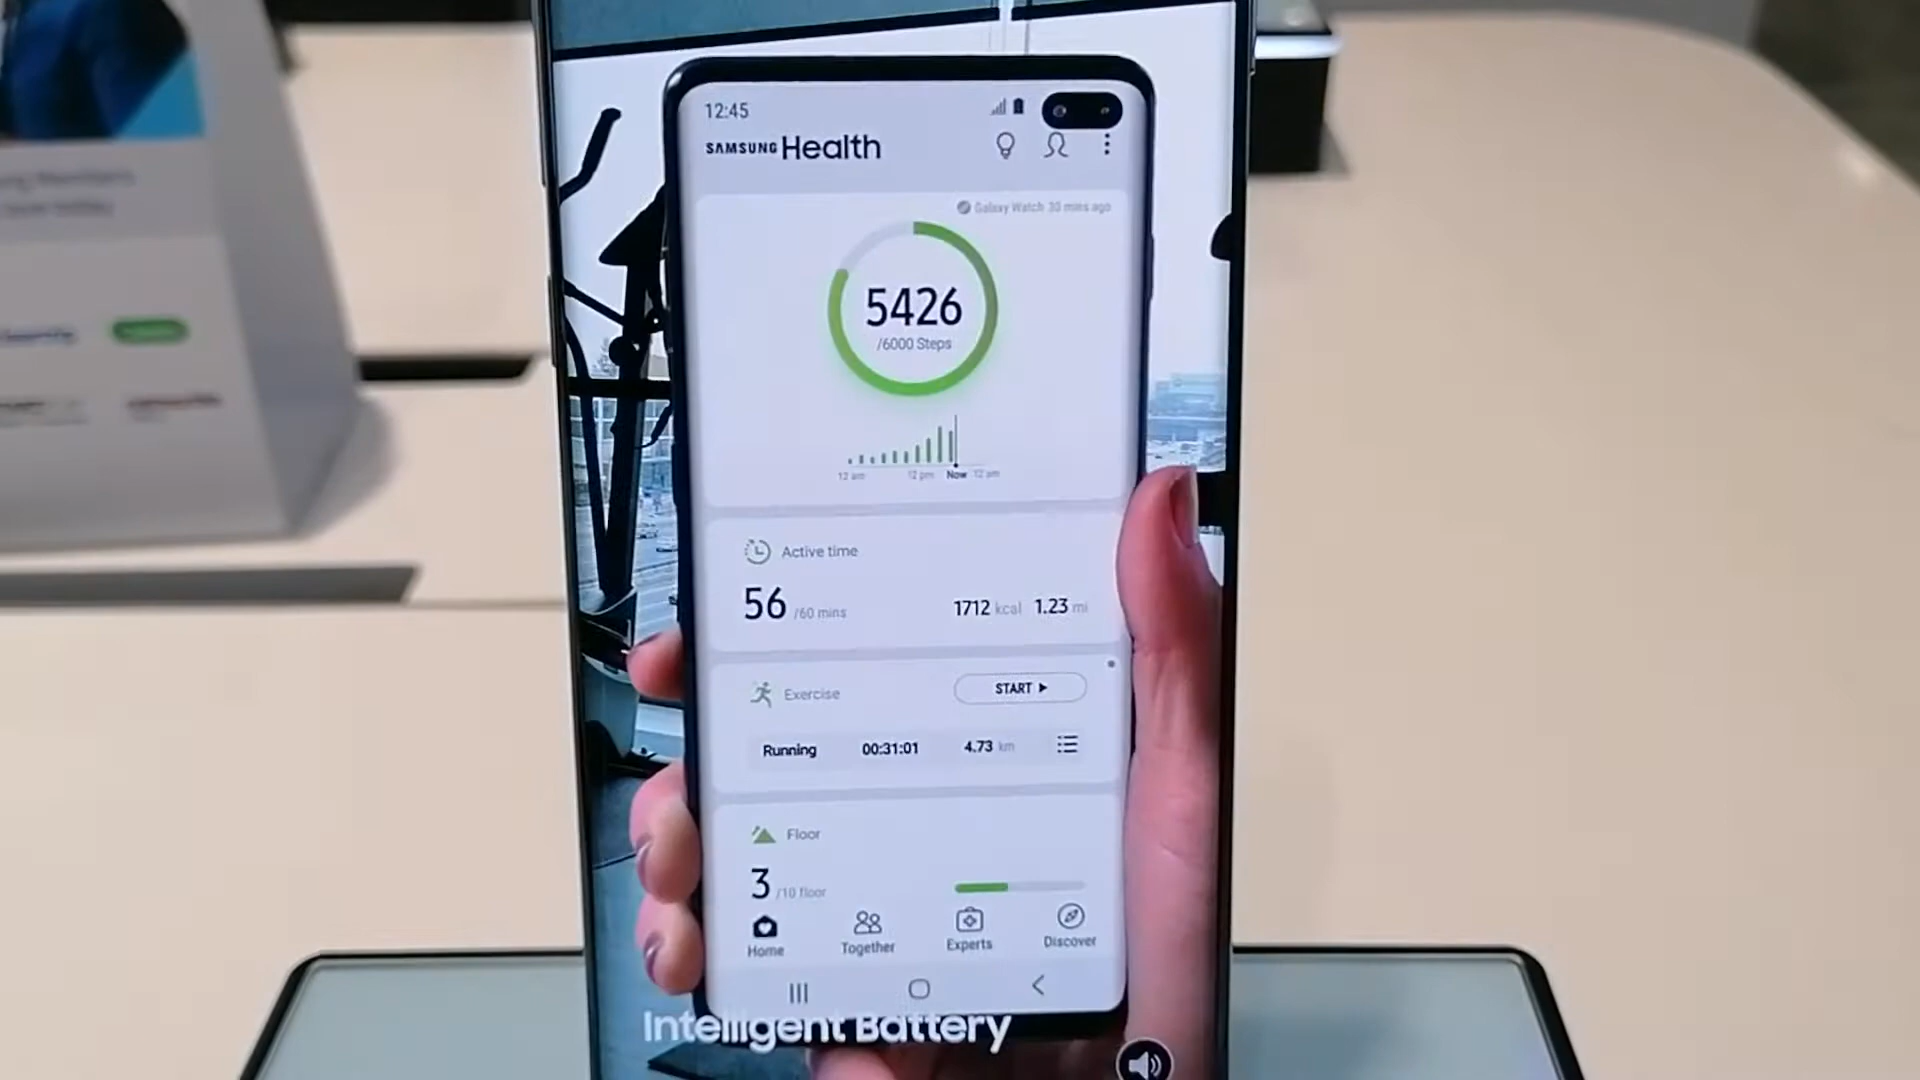 12:45
SAMSUNG Health
Galaxy Watch 30 mins ago
5426
/6000 Steps
12 am 12 pm Now 12 am
Active time
56 /60 mins 1712 kcal 1.23 mi
Exercise START
Running 00:31:01 4.73 km
Floor
3 /10 floor
Home Together Experts Discover
Intelligent Battery